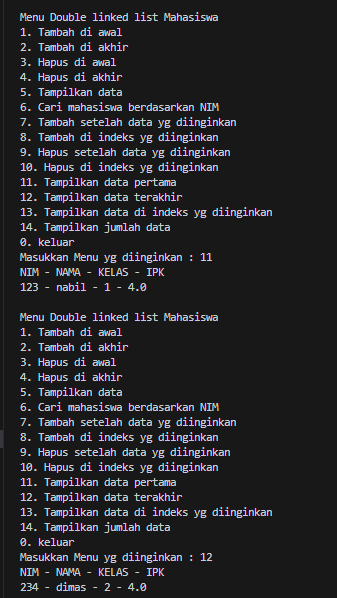 Menu Double linked list Mahasiswa
1. Tambah di awal
2. Tambah di akhir
3. Hapus di awal
4. Hapus di akhir
5. Tampilkan data
6. Cari mahasiswa berdasarkan NIM
7. Tambah setelah data yg diinginkan
8. Tambah di indeks yg diinginkan
9. Hapus setelah data yg diinginkan
10. Hapus di indeks yg diinginkan
11. Tampilkan data pertama
12. Tampilkan data terakhir
13. Tampilkan data di indeks yg diinginkan
14. Tampilkan jumlah data
0. keluar
Masukkan Menu yg diinginkan : 11
NIM - NAMA - KELAS - IPK
123 - nabil - 1 - 4.0
Menu Double linked list Mahasiswa
1. Tambah di awal
2. Tambah di akhir
3. Hapus di awal
4. Hapus di akhir
5. Tampilkan data
6. Cari mahasiswa berdasarkan NIM
7. Tambah setelah data yg diinginkan
8. Tambah di indeks yg diinginkan
9. Hapus setelah data yg diinginkan
10. Hapus di indeks yg diinginkan
11. Tampilkan data pertama
12. Tampilkan data terakhir
13. Tampilkan data di indeks yg diinginkan
14. Tampilkan jumlah data
0. keluar
Masukkan Menu yg diinginkan : 12
NIM - NAMA - KELAS - IPK
234 - dimas - 2 - 4.0